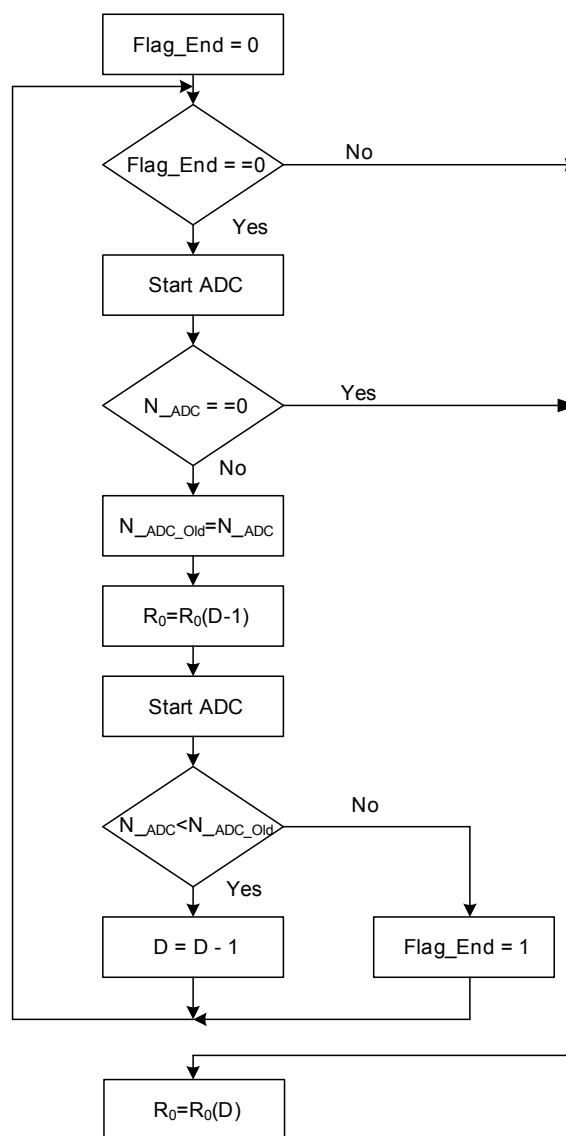 Flag_End = 0
Flag_End = =0
No
Yes
Start ADC
N_ADC = =0
Yes
No
N_ADC_Old=N_ADC
R0=R0(D-1)
Start ADC
N_ADC<N_ADC_Old
No
Yes
D = D - 1
Flag_End = 1
R0=R0(D)